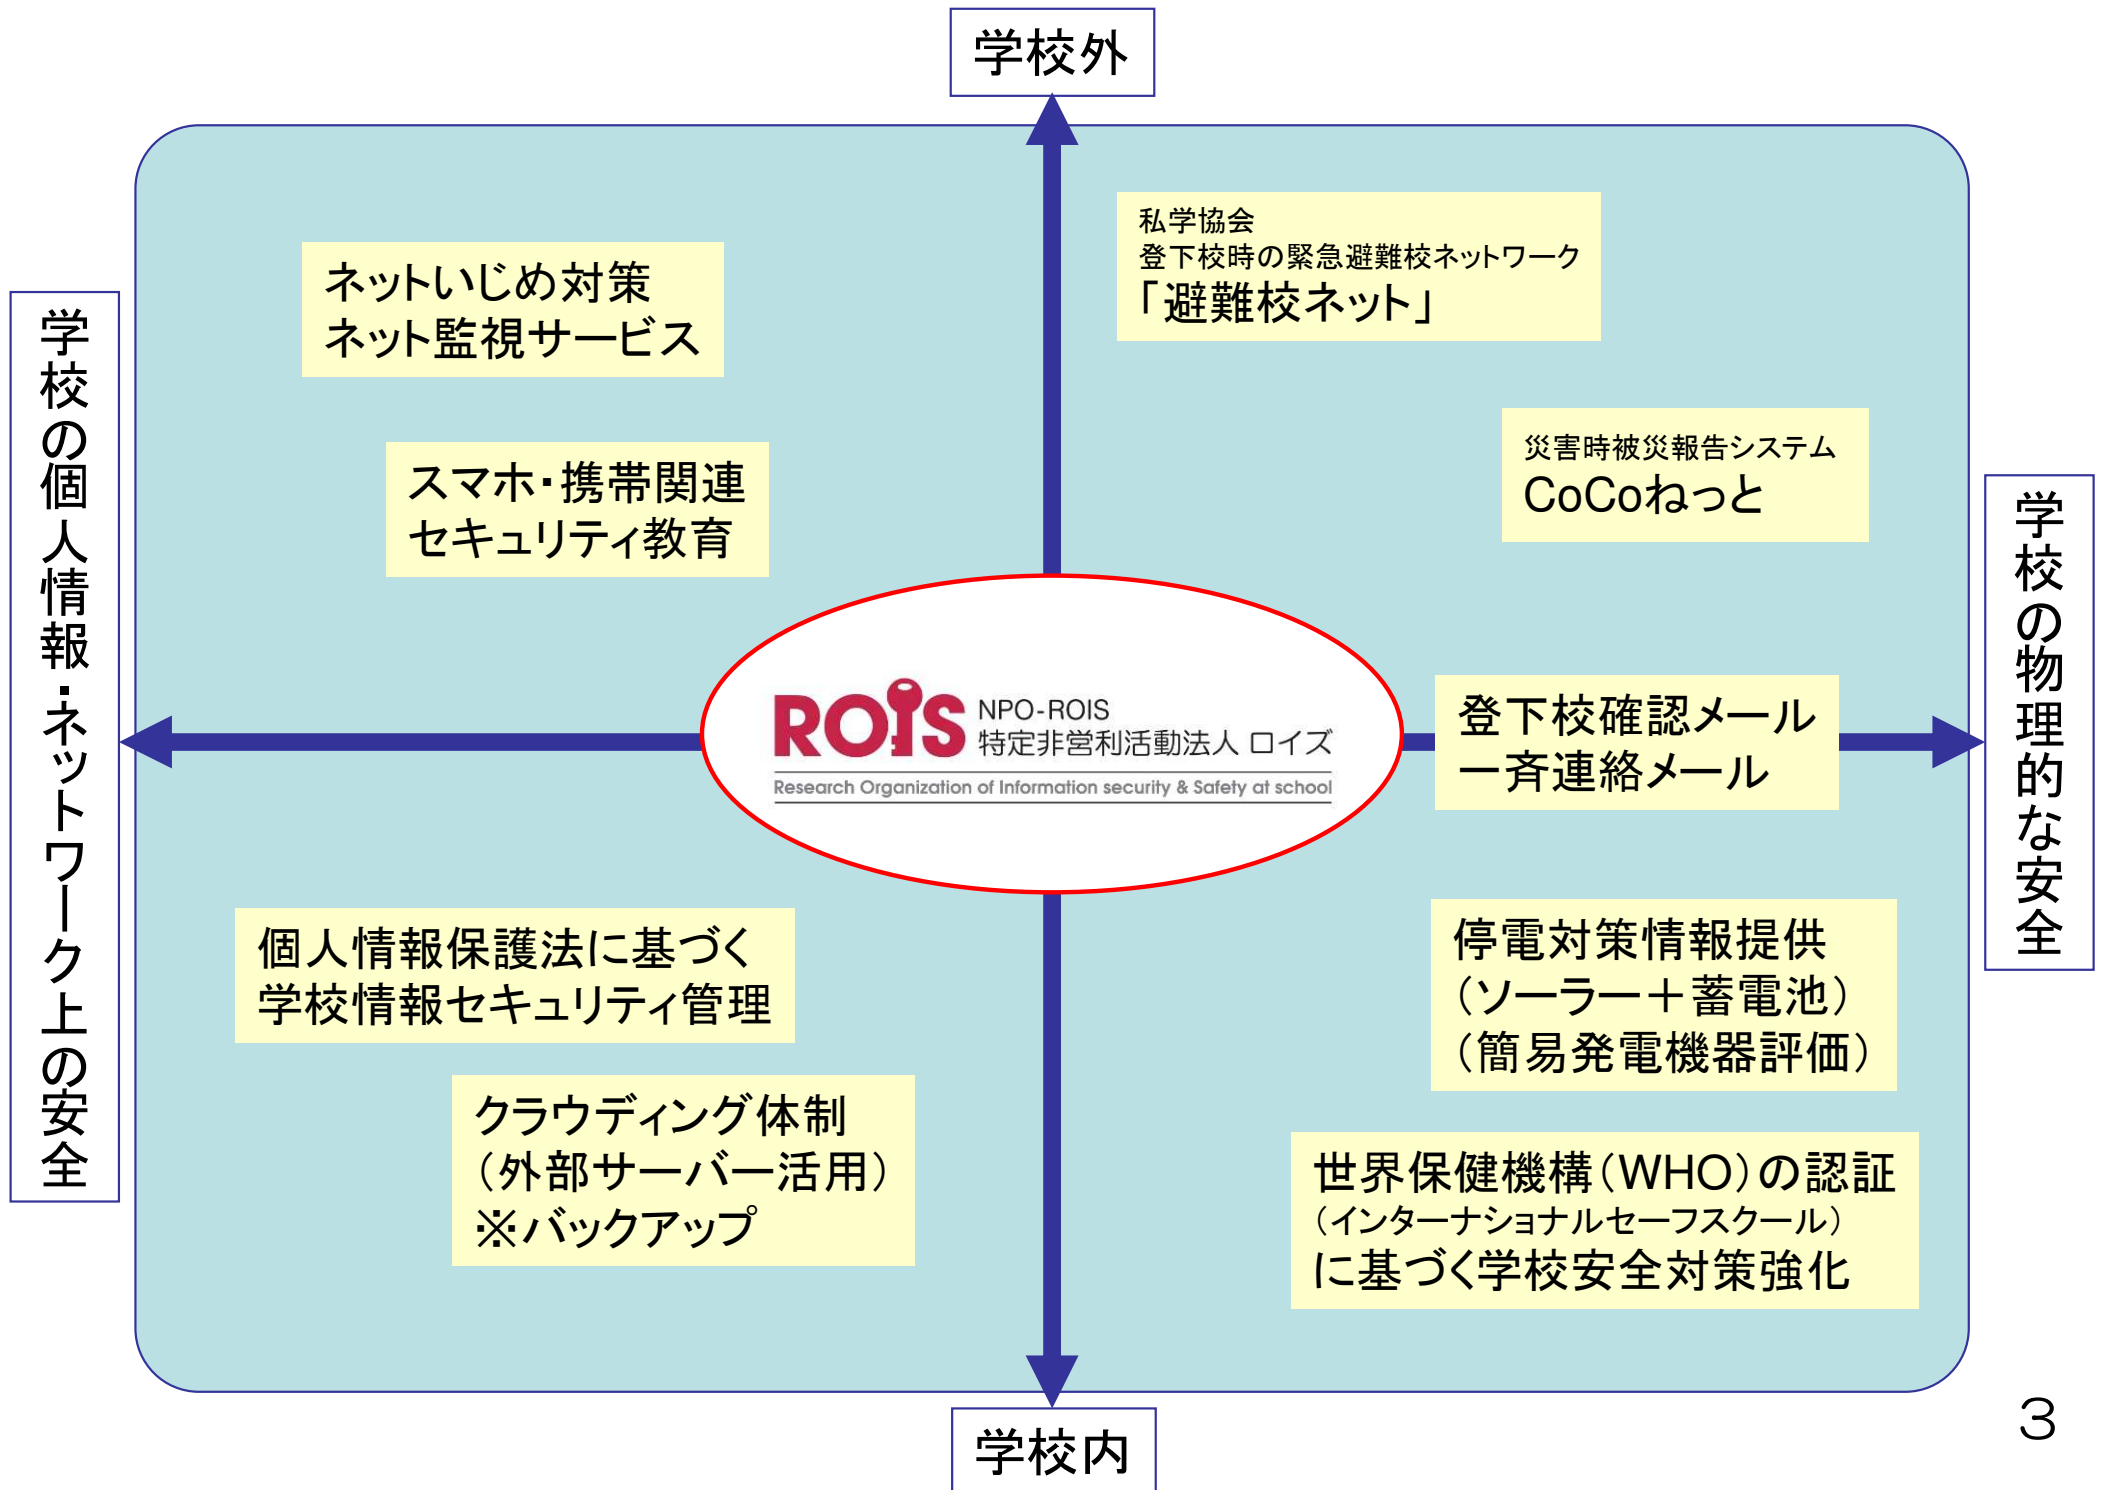 学校外
私学協会
登下校時の緊急避難校ネットワーク
「避難校ネット」
ネットいじめ対策
ネット監視サービス
学校の個人情報・ネットワーク上の安全
災害時被災報告システム
CoCoねっと
スマホ・携帯関連
セキュリティ教育
学校の物理的な安全
ROIS
NPO-ROIS
特定非営利活動法人 ロイズ
Research Organization of Information security & Safety at school
登下校確認メール
一斉連絡メール
個人情報保護法に基づく
学校情報セキュリティ管理
停電対策情報提供
（ソーラー＋蓄電池）
（簡易発電機器評価）
クラウディング体制
（外部サーバー活用）
※バックアップ
世界保健機構（WHO）の認証
（インターナショナルセーフスクール）
に基づく学校安全対策強化
学校内
3